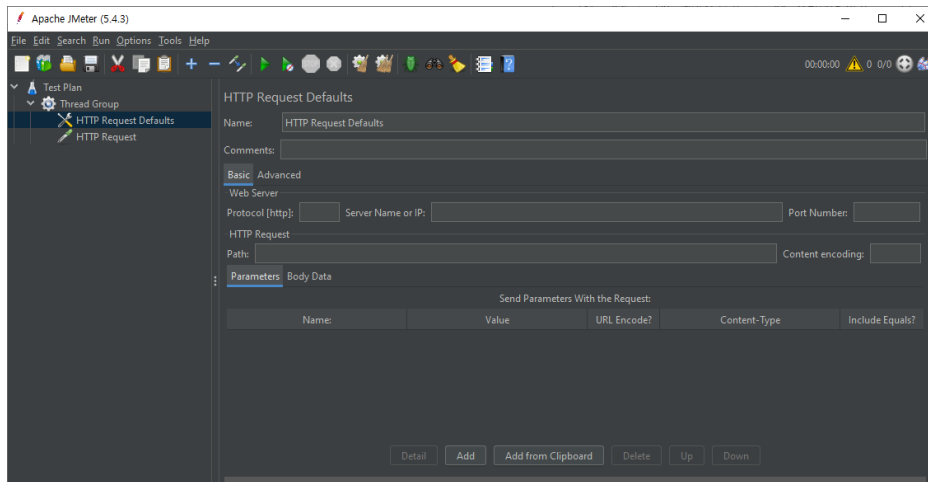 Apache JMeter (5.4.3)
File Edit Search Run Options Tools Help
00:00:00 0 0/0
Test Plan
Thread Group
HTTP Request Defaults
HTTP Request
HTTP Request Defaults
Name: HTTP Request Defaults
Comments:
Basic Advanced
Web Server
Protocol [http]: Server Name or IP: Port Number:
HTTP Request
Path: Content encoding:
Parameters Body Data
Send Parameters With the Request:
Name: Value URL Encode? Content-Type Include Equals?
Detail Add Add from Clipboard Delete Up Down